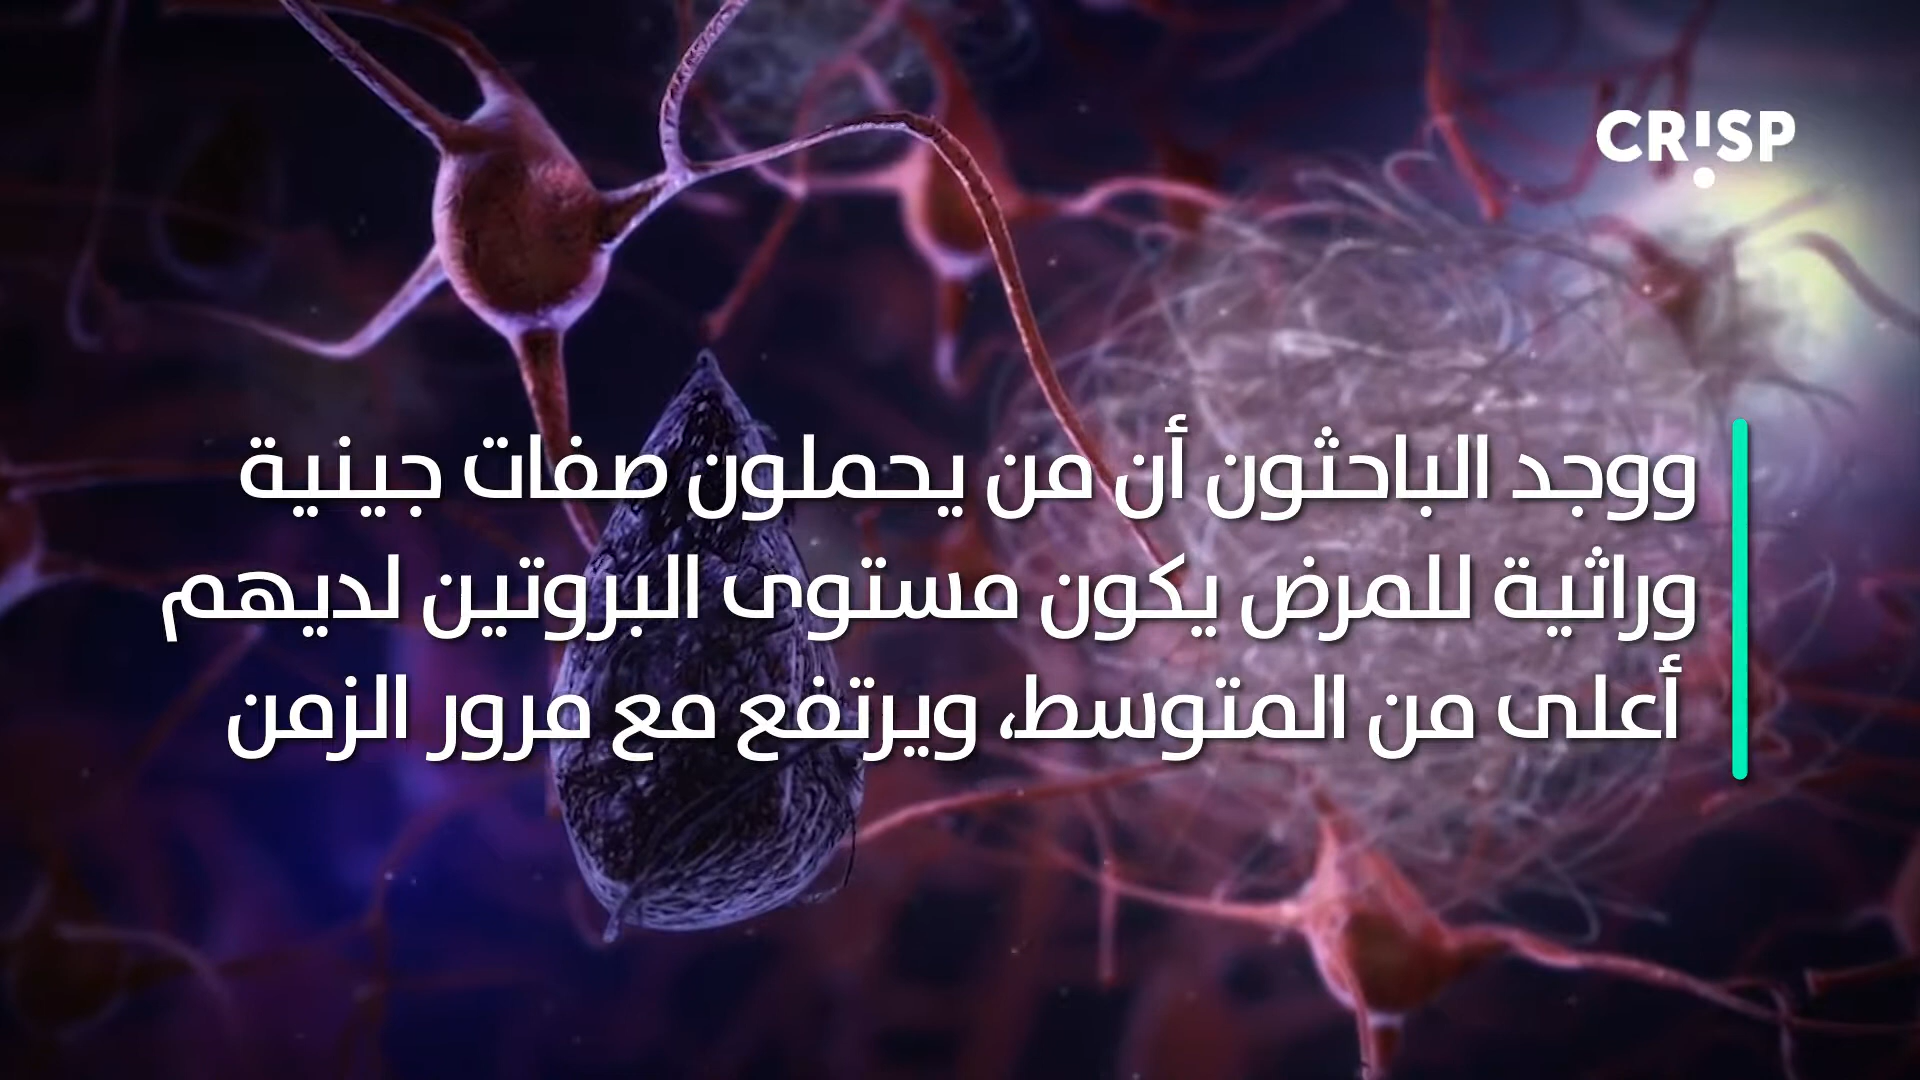 CRISP
ووجد الباحثون أن من يحملون صفات جينية
وراثية للمرض يكون مستوى البروتين لديهم
أعلى من المتوسط، ويرتفع مع مرور الزمن